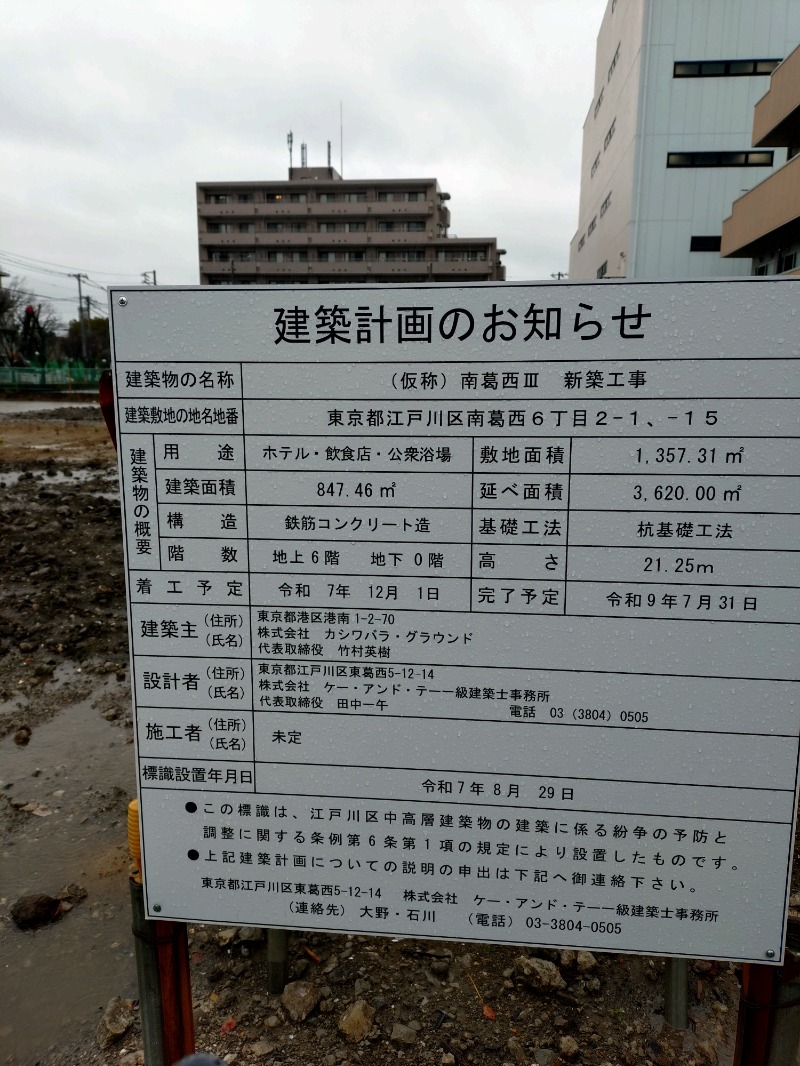 建築計画のお知らせ
建築物の名称 （仮称）南葛西Ⅲ 新築工事
建築敷地の地名地番 東京都江戸川区南葛西６丁目２-１、-１５
建築物の概要
用途 ホテル・飲食店・公衆浴場 敷地面積 1,357.31㎡
建築面積 847.46㎡ 延べ面積 3,620.00㎡
構造 鉄筋コンクリート造 基礎工法 杭基礎工法
階数 地上6階 地下 0階 高さ 21.25m
着工予定 令和 7年 12月 1日 完了予定 令和9年7月31日
建築主（住所）（氏名）
東京都港区港南1-2-70
株式会社 カシワバラ・グラウンド
代表取締役 竹村英樹
設計者（住所）（氏名）
東京都江戸川区東葛西5-12-14
株式会社 ケー・アンド・テー一級建築士事務所
代表取締役 田中一午 電話 03（3804）0505
施工者（住所）（氏名） 未定
標識設置年月日 令和7年 8月 29日
●この標識は、江戸川区中高層建築物の建築に係る紛争の予防と
調整に関する条例第6条第1項の規定により設置したものです。
●上記建築計画についての説明の申出は下記へ御連絡下さい。
東京都江戸川区東葛西5-12-14 株式会社 ケー・アンド・テー一級建築士事務所
（連絡先）大野・石川 （電話）03-3804-0505